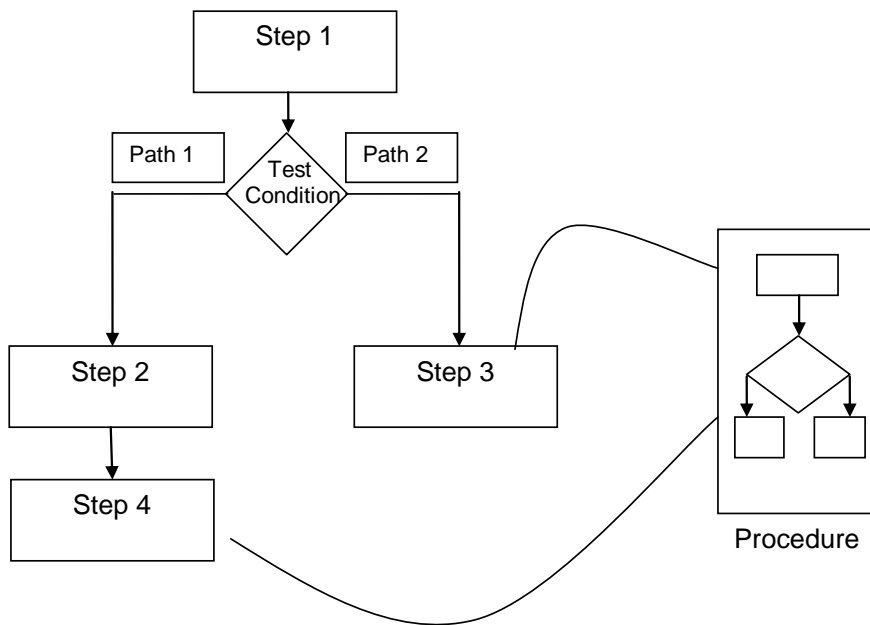 Step 1
Path 1
Test
Condition
Path 2
Step 2
Step 3
Step 4
Procedure